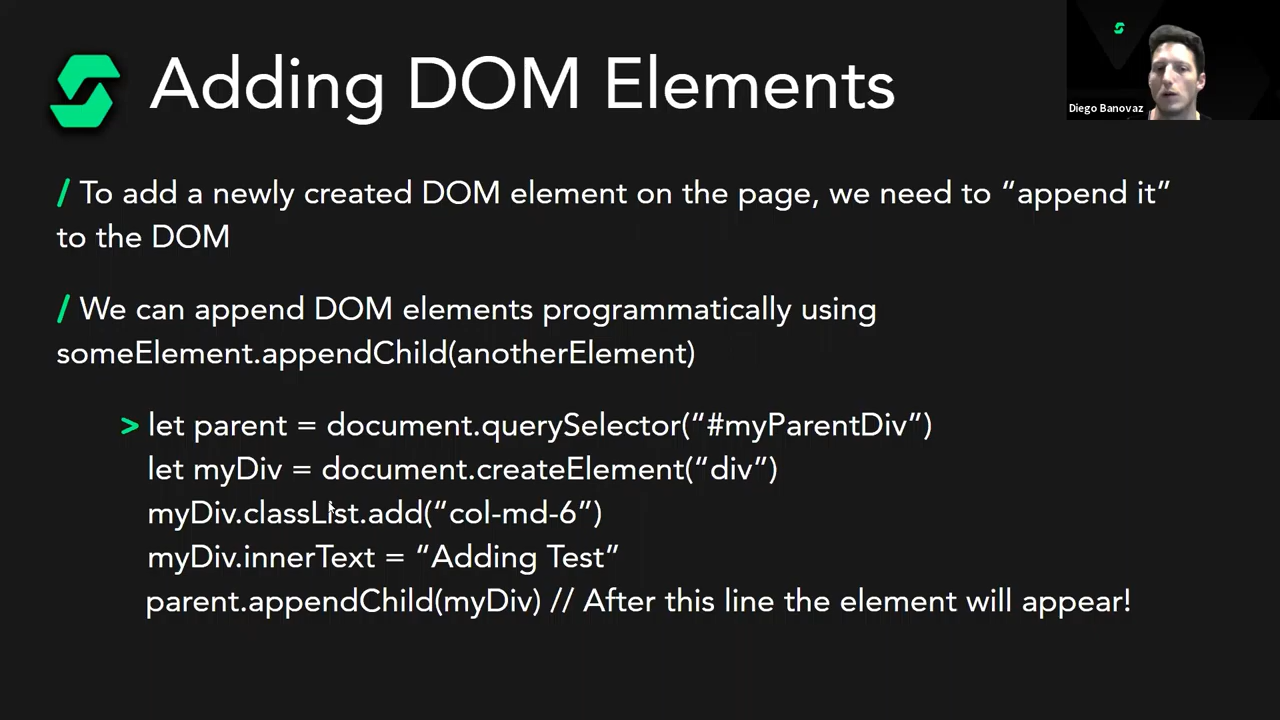 Adding DOM Elements
Diego Banovaz
/ To add a newly created DOM element on the page, we need to “append it”
to the DOM
/ We can append DOM elements programmatically using
someElement.appendChild(anotherElement)
> let parent = document.querySelector(“#myParentDiv”)
let myDiv = document.createElement(“div”)
myDiv.classList.add(“col-md-6”)
myDiv.innerText = “Adding Test”
parent.appendChild(myDiv) // After this line the element will appear!